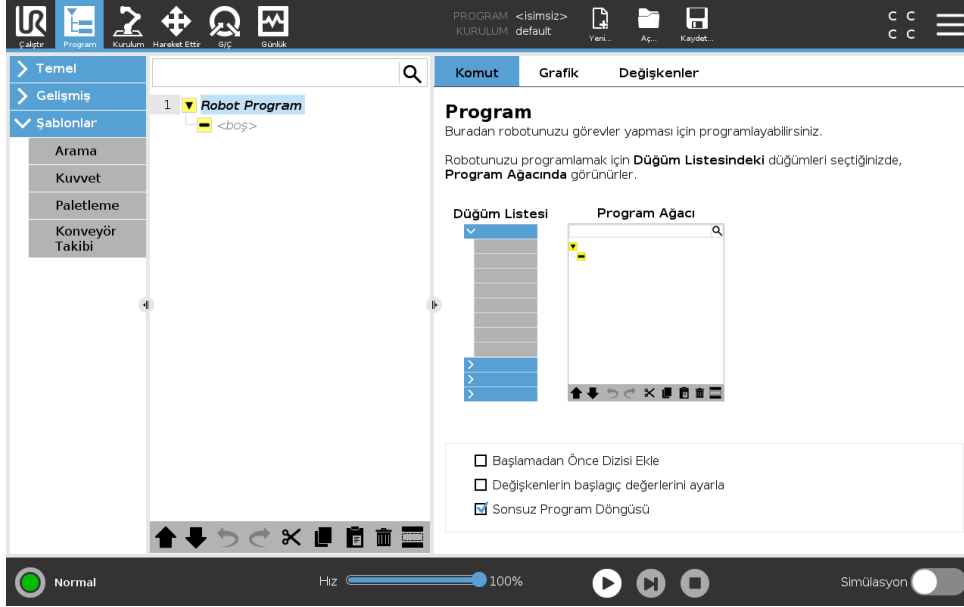 UR
PROGRAM <isimsiz>
KURULUM default
C C
C C
Çalıştır Program Kurulum Hareket Ettir G/Ç Günlük Yeni... Aç... Kaydet...
Temel
Gelişmiş
Şablonlar
Arama
Kuvvet
Paletleme
Konveyör
Takibi
1 Robot Program
<boş>
Komut Grafik Değişkenler
Program
Buradan robotunuzu görevler yapması için programlayabilirsiniz.
Robotunuzu programlamak için Düğüm Listesindeki düğümleri seçtiğinizde,
Program Ağacında görünürler.
Düğüm Listesi Program Ağacı
Başlamadan Önce Dizisi Ekle
Değişkenlerin başlagıç değerlerini ayarla
Sonsuz Program Döngüsü
Normal Hız 100% Simülasyon